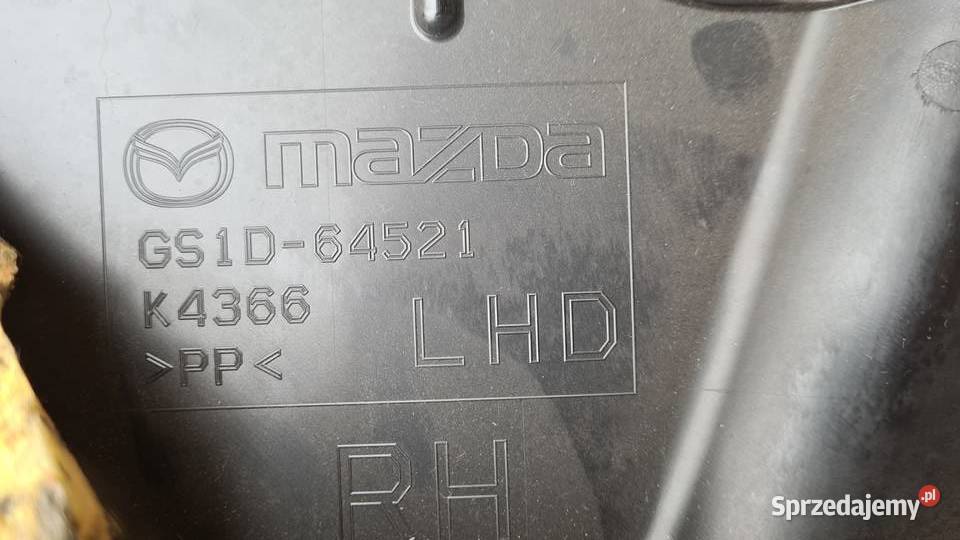 mazda
GS1D-64521
K4366
LHD
>PP<
RH
Sprzedajemy.pl